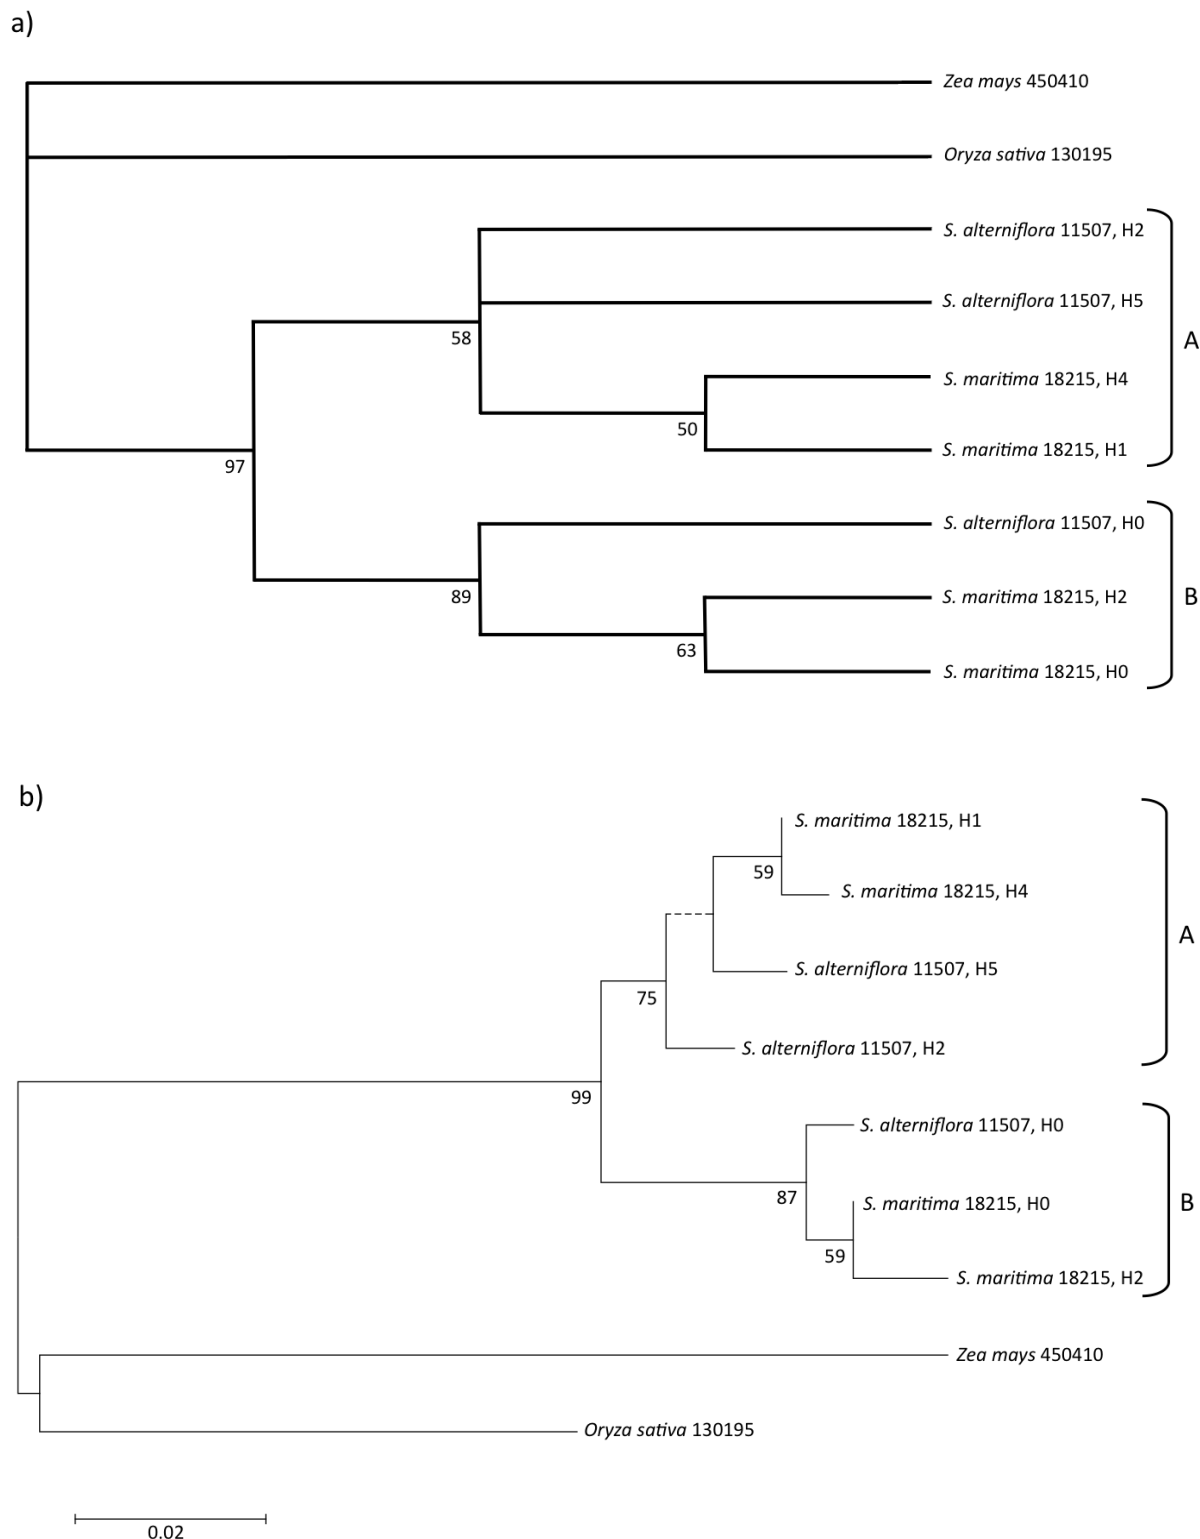 a)
Zea mays 450410
Oryza sativa 130195
S. alterniflora 11507, H2
S. alterniflora 11507, H5
58
A
S. maritima 18215, H4
50
S. maritima 18215, H1
97
S. alterniflora 11507, H0
89
S. maritima 18215, H2
B
63
S. maritima 18215, H0
b)
S. maritima 18215, H1
59
S. maritima 18215, H4
A
S. alterniflora 11507, H5
75
S. alterniflora 11507, H2
99
S. alterniflora 11507, H0
87
S. maritima 18215, H0
B
59
S. maritima 18215, H2
Zea mays 450410
Oryza sativa 130195
0.02